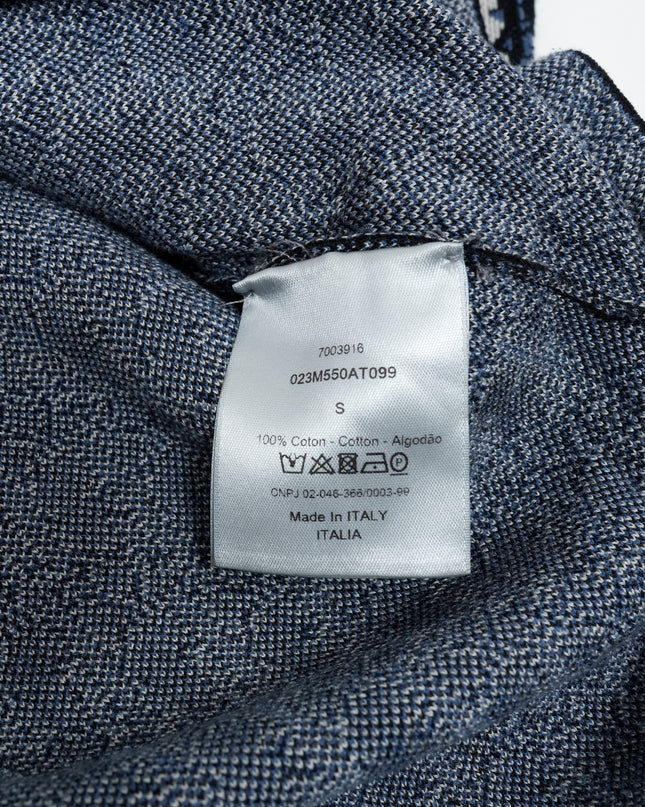 7003916
023M550AT099
S
100% Coton - Cotton - Algodão
CNPJ 02-046-366/0003-99
Made In ITALY
ITALIA